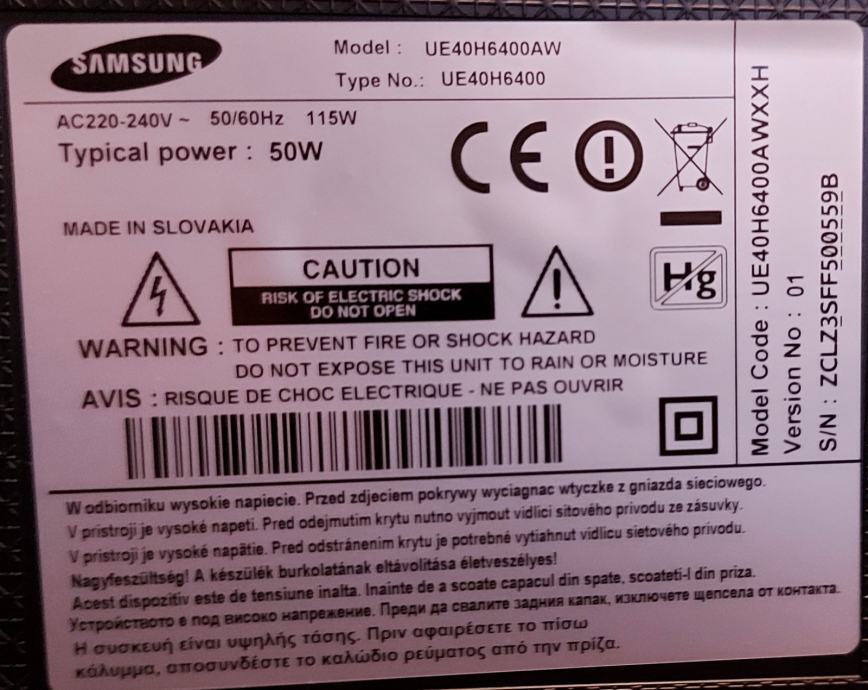 SAMSUNG
Model : UE40H6400AW
Type No.: UE40H6400
AC220-240V ~ 50/60Hz 115W
Typical power : 50W
CE
MADE IN SLOVAKIA
CAUTION
RISK OF ELECTRIC SHOCK
DO NOT OPEN
Hg
WARNING : TO PREVENT FIRE OR SHOCK HAZARD
DO NOT EXPOSE THIS UNIT TO RAIN OR MOISTURE
AVIS : RISQUE DE CHOC ELECTRIQUE - NE PAS OUVRIR
Model Code : UE40H6400AWXXH
Version No : 01
S/N : ZCLZ3SFF500559B
W odbiorniku wysokie napiecie. Przed zdjeciem pokrywy wyciagnac wtyczke z gniazda sieciowego.
V pristroji je vysoké napeti. Pred odejmutim krytu nutno vyjmout vidlici sitového privodu ze zásuvky.
V pristroji je vysoké napätie. Pred odstránenim krytu je potrebné vytiahnut vidlicu sietového privodu.
Nagyfeszültség! A készülék burkolatának eltávolítása életveszélyes!
Acest dispozitiv este de tensiune inalta. Inainte de a scoate capacul din spate, scoateti-l din priza.
Устройството е под високо напрежение. Преди да свалите задния капак, изключете щепсела от контакта.
Η συσκευή είναι υψηλής τάσης. Πριν αφαιρέσετε το πίσω
κάλυμμα, αποσυνδέστε το καλώδιο ρεύματος από την πρίζα.